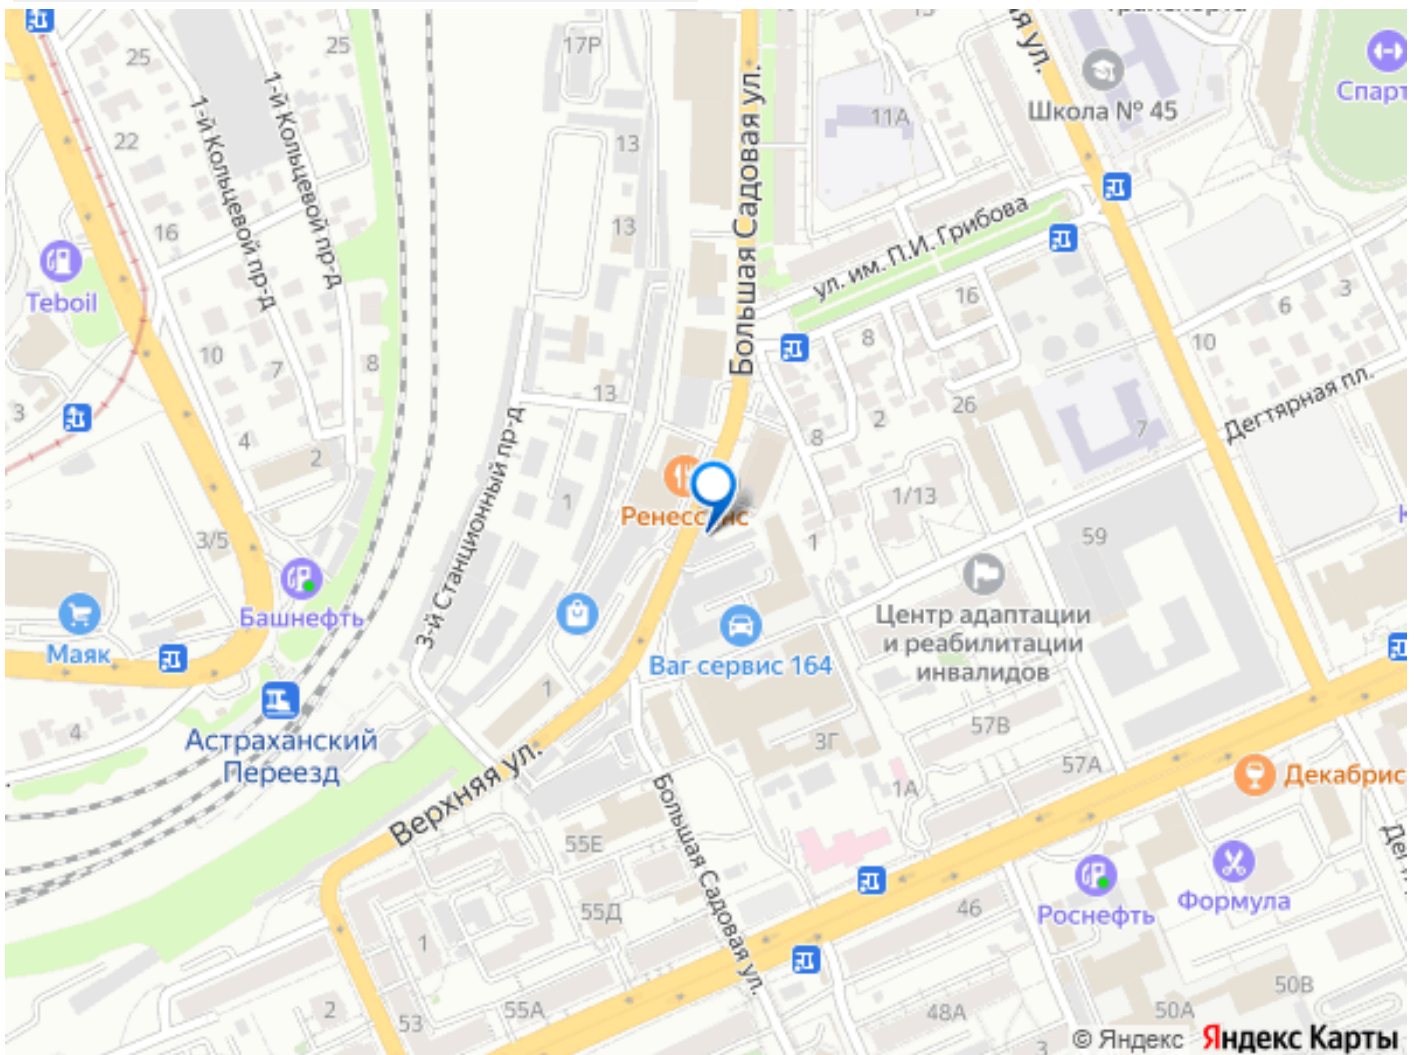 17Р
25
25
1-й Кольцевой пр-д
1-й Кольцевой пр-д
22
13
11А
Школа № 45
Спарт
Большая Садовая ул.
ая ул.
16
13
ул. им. П.И. Грибова
Teboil
16
6
3
10
7
8
8
10
13
3
4
2
2
26
8
7
Дегтярная пл.
3-й Станционный пр-д
1
1/13
Ренессанс
3/5
1
59
Башнефть
Центр адаптации
и реабилитации
инвалидов
Маяк
Ваг сервис 164
1
4
Астраханский
Переезд
3Г
57В
57А
1А
Декабрис
Верхняя ул.
Большая Садовая ул.
55Е
55Д
1
46
Роснефть
Формула
2
53
55А
48А
50А
50В
© Яндекс Яндекс Карты